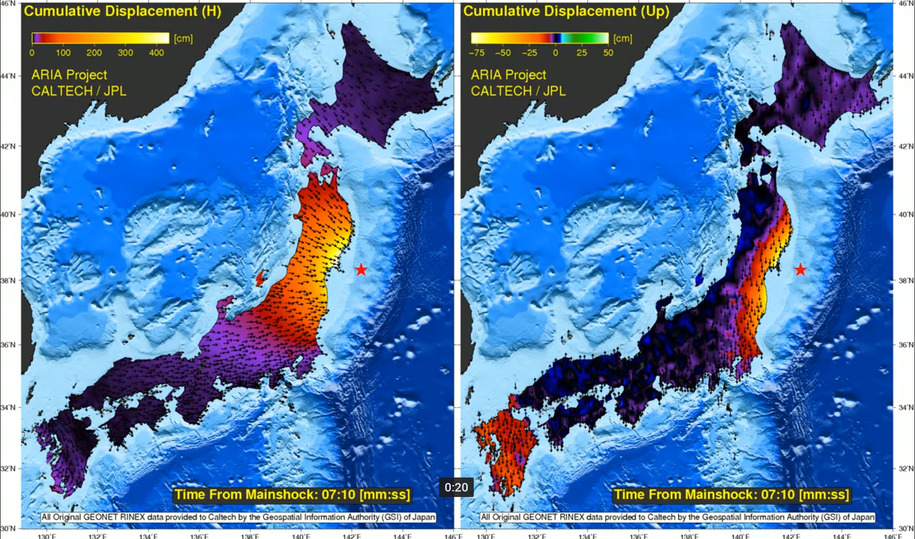 Cumulative Displacement (H)
0 100 200 300 400 [cm]
ARIA Project
CALTECH / JPL
Time From Mainshock: 07:10 [mm:ss]
All Original GEONET RINEX data provided to Caltech by the Geospatial Information Authority (GSI) of Japan
130˚E 132˚E 134˚E 136˚E 138˚E 140˚E 142˚E 144˚E 146˚E
46˚N
44˚N
42˚N
40˚N
38˚N
36˚N
34˚N
32˚N
30˚N
Cumulative Displacement (Up)
-75 -50 -25 0 25 50 [cm]
ARIA Project
CALTECH / JPL
Time From Mainshock: 07:10 [mm:ss]
All Original GEONET RINEX data provided to Caltech by the Geospatial Information Authority (GSI) of Japan
130˚E 132˚E 134˚E 136˚E 138˚E 140˚E 142˚E 144˚E
46˚N
44˚N
42˚N
40˚N
38˚N
36˚N
34˚N
32˚N
30˚N
0:20